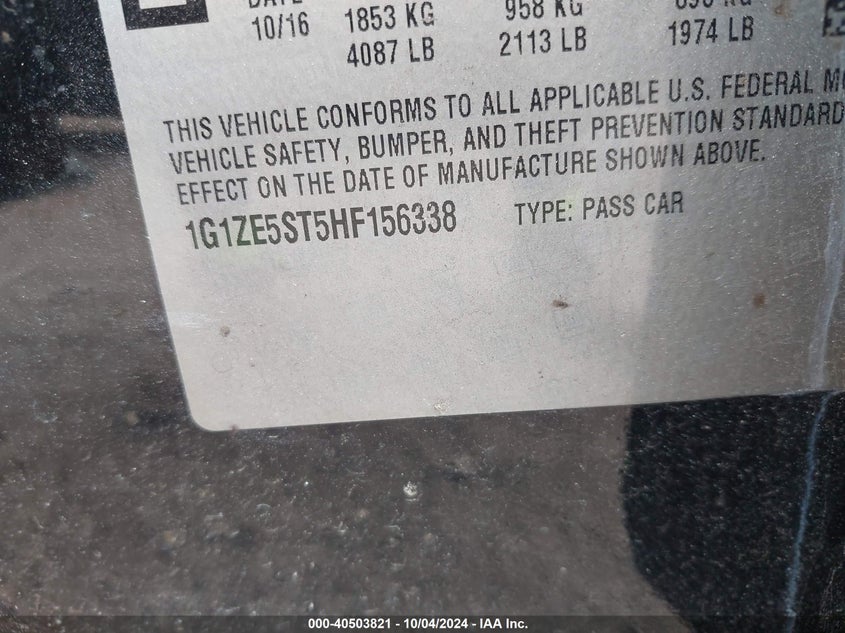 DATE
10/16 1853 KG 958 KG
4087 LB 2113 LB 1974 LB
THIS VEHICLE CONFORMS TO ALL APPLICABLE U.S. FEDERAL
VEHICLE SAFETY, BUMPER, AND THEFT PREVENTION STANDARD
EFFECT ON THE DATE OF MANUFACTURE SHOWN ABOVE.
1G1ZE5ST5HF156338 TYPE: PASS CAR
000-40503821 - 10/04/2024 - IAA Inc.